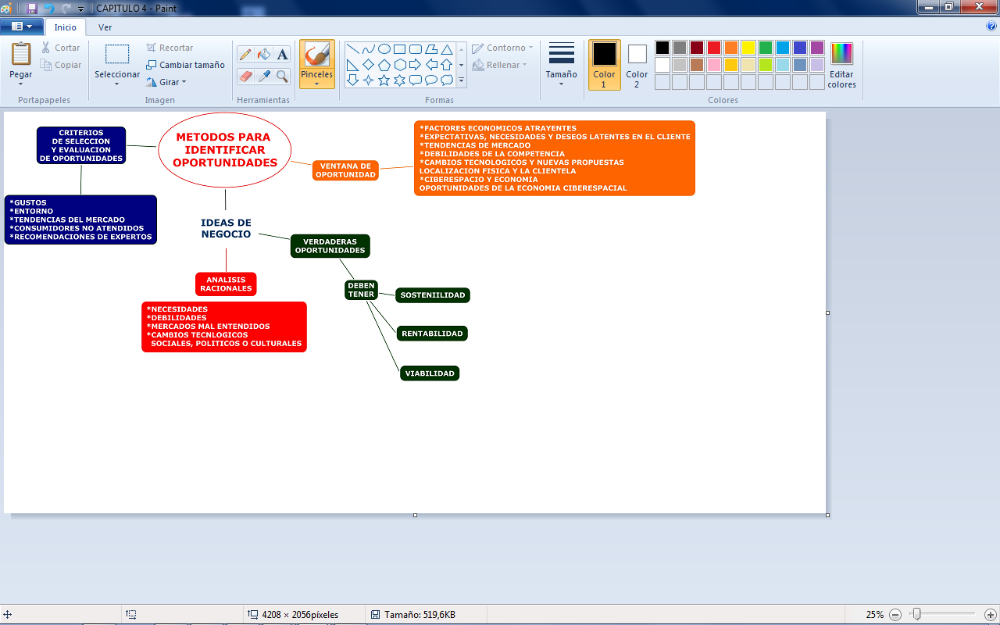 CAPITULO 4 - Paint
Inicio
Ver
Pegar
Cortar
Copiar
Portapapeles
Seleccionar
Recortar
Cambiar tamaño
Girar
Imagen
A
Herramientas
Pinceles
Contorno
Rellenar
Formas
Tamaño
Color
1
Color
2
Editar
colores
Colores
CRITERIOS
DE SELECCION
Y EVALUACION
DE OPORTUNIDADES
METODOS PARA
IDENTIFICAR
OPORTUNIDADES
VENTANA DE
OPORTUNIDAD
*FACTORES ECONOMICOS ATRAYENTES
*EXPECTATIVAS, NECESIDADES Y DESEOS LATENTES EN EL CLIENTE
*TENDENCIAS DE MERCADO
*DEBILIDADES DE LA COMPETENCIA
*CAMBIOS TECNOLOGICOS Y NUEVAS PROPUESTAS
LOCALIZACION FISICA Y LA CLIENTELA
*CIBERESPACIO Y ECONOMIA
OPORTUNIDADES DE LA ECONOMIA CIBERESPACIAL
*GUSTOS
*ENTORNO
*TENDENCIAS DEL MERCADO
*CONSUMIDORES NO ATENDIDOS
*RECOMENDACIONES DE EXPERTOS
IDEAS DE
NEGOCIO
VERDADERAS
OPORTUNIDADES
ANALISIS
RACIONALES
DEBEN
TENER
SOSTENIILIDAD
*NECESIDADES
*DEBILIDADES
*MERCADOS MAL ENTENDIDOS
*CAMBIOS TECNLOGICOS
SOCIALES, POLITICOS O CULTURALES
RENTABILIDAD
VIABILIDAD
4208 × 2056píxeles
Tamaño: 519,6KB
25%